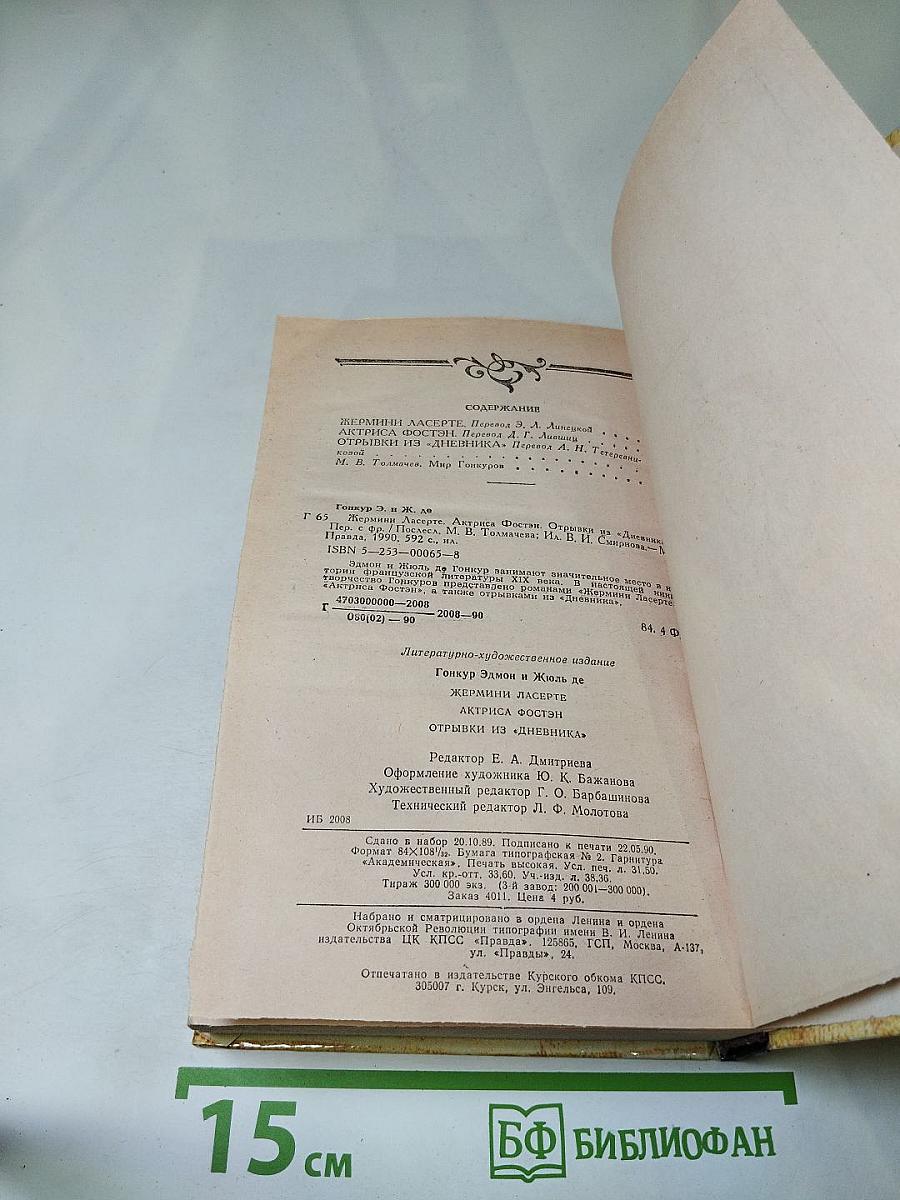 СОДЕРЖАНИЕ
ЖЕРМИНИ ЛАСЕРТЕ. Перевод Э. Л. Линецкой . . . .
АКТРИСА ФОСТЭН. Перевод Д. Г. Лившиц . . . . .
ОТРЫВКИ ИЗ «ДНЕВНИКА» Перевод А. Н. Тетеревни-
ковой . . . . . . . . . . . . . . . .
М. В. Толмачев. Мир Гонкуров . . . . . . . .
Гонкур Э. и Ж. де
Г 65 Жермини Ласерте. Актриса Фостэн. Отрывки из «Дневника
Пер. с фр. / Послесл. М. В. Толмачева; Ил. В. И. Смирнова.— М
Правда, 1990. 592 с., ил.
ISBN 5—253—00065—8
Эдмон и Жюль де Гонкур занимают значительное место в и
тории французской литературы XIX века. В настоящей кни
творчество Гонкуров представлено романами «Жермини Ласерте
«Актриса Фостэн», а также отрывками из «Дневника».
Г 4703000000—2008
080(02) — 90 2008—90
84. 4 Ф
Литературно-художественное издание
Гонкур Эдмон и Жюль де
ЖЕРМИНИ ЛАСЕРТЕ
АКТРИСА ФОСТЭН
ОТРЫВКИ ИЗ «ДНЕВНИКА»
Редактор Е. А. Дмитриева
Оформление художника Ю. К. Бажанова
Художественный редактор Г. О. Барбашинова
Технический редактор Л. Ф. Молотова
ИБ 2008
Сдано в набор 20.10.89. Подписано к печати 22.05.90.
Формат 84×108¹/₃₂. Бумага типографская № 2. Гарнитура
«Академическая». Печать высокая. Усл. печ. л. 31,50.
Усл. кр.-отт. 33,60. Уч.-изд. л. 38,36.
Тираж 300 000 экз. (3-й завод: 200 001—300 000).
Заказ 4011. Цена 4 руб.
Набрано и сматрицировано в ордена Ленина и ордена
Октябрьской Революции типографии имени В. И. Ленина
издательства ЦК КПСС «Правда». 125865, ГСП, Москва, А-137,
ул. «Правды», 24.
Отпечатано в издательстве Курского обкома КПСС.
305007 г. Курск, ул. Энгельса, 109.
15 см
БФ БИБЛИОФАН